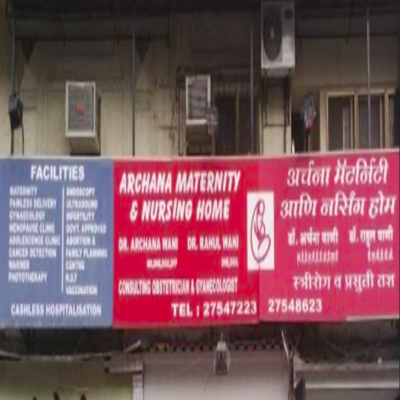 FACILITIES
MATERNITY
PAINLESS DELIVERY
GYNAECOLOGY
MENOPAUSE CLINIC
ADOLESCENCE CLINIC
CANCER DETECTION
WARMER
PHOTOTHERAPY
ENDOSCOPY
ULTRASOUND
INFERTILITY
GOVT. APPROVED
ABORTION &
FAMILY PLANNING
CENTRE
N.S.T
VACCINATION
CASHLESS HOSPITALISATION
ARCHANA MATERNITY
& NURSING HOME
DR. ARCHANA WANI
DR. RAHUL WANI
CONSULTING OBSTETRICIAN & GYNECOLOGIST
TEL : 27547223
अर्चना मॅटर्निटी
आणि नर्सिंग होम
डॉ. अर्चना वाणी
डॉ. राहुल वाणी
स्त्रीरोग व प्रसुती तज्ञ
27548623